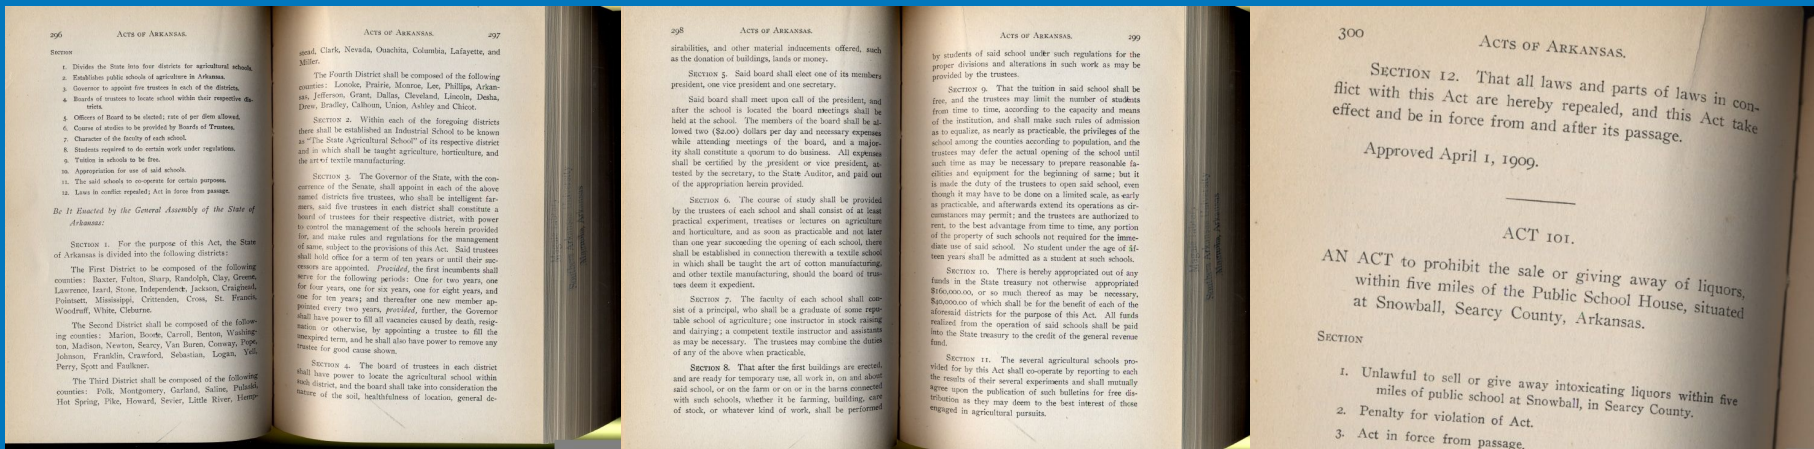 296 ACTS OF ARKANSAS.
SECTION
1. Divides the State into four districts for agricultural schools.
2. Establishes public schools of agriculture in Arkansas.
3. Governor to appoint five trustees in each of the districts.
4. Boards of trustees to locate school within their respective dis-
tricts.
5. Officers of Board to be elected; rate of per diem allowed.
6. Course of studies to be provided by Boards of Trustees.
7. Character of the faculty of each school.
8. Students required to do certain work under regulations.
9. Tuition in schools to be free.
10. Appropriation for use of said schools.
11. The said schools to co-operate for certain purposes.
12. Laws in conflict repealed; Act in force from passage.
Be It Enacted by the General Assembly of the State of
Arkansas:
SECTION 1. For the purpose of this Act, the State
of Arkansas is divided into the following districts:
The First District to be composed of the following
counties: Baxter, Fulton, Sharp, Randolph, Clay, Greene,
Lawrence, Izard, Stone, Independence, Jackson, Craighead,
Poinsett, Mississippi, Crittenden, Cross, St. Francis,
Woodruff, White, Cleburne.
The Second District shall be composed of the follow-
ing counties: Marion, Boone, Carroll, Benton, Washing-
ton, Madison, Newton, Searcy, Van Buren, Conway, Pope,
Johnson, Franklin, Crawford, Sebastian, Logan, Yell,
Perry, Scott and Faulkner.
The Third District shall be composed of the following
counties: Polk, Montgomery, Garland, Saline, Pulaski,
Hot Spring, Pike, Howard, Sevier, Little River, Hemp-
ACTS OF ARKANSAS. 297
stead, Clark, Nevada, Ouachita, Columbia, Lafayette, and
Miller.
The Fourth District shall be composed of the following
counties: Lonoke, Prairie, Monroe, Lee, Phillips, Arkan-
sas, Jefferson, Grant, Dallas, Cleveland, Lincoln, Desha,
Drew, Bradley, Calhoun, Union, Ashley and Chicot.
SECTION 2. Within each of the foregoing districts
there shall be established an Industrial School to be known
as "The State Agricultural School" of its respective district
and in which shall be taught agriculture, horticulture, and
the art of textile manufacturing.
SECTION 3. The Governor of the State, with the con-
currence of the Senate, shall appoint in each of the above
named districts five trustees, who shall be intelligent far-
mers, said five trustees in each district shall constitute a
board of trustees for their respective district, with power
to control the management of the schools herein provided
for, and make rules and regulations for the management
of same, subject to the provisions of this Act. Said trustees
shall hold office for a term of ten years or until their suc-
cessors are appointed. Provided, the first incumbents shall
serve for the following periods: One for two years, one
for four years, one for six years, one for eight years, and
one for ten years; and thereafter one new member ap-
pointed every two years, provided, further, the Governor
shall have power to fill all vacancies caused by death, resig-
nation or otherwise, by appointing a trustee to fill the
unexpired term, and he shall also have power to remove any
trustee for good cause shown.
SECTION 4. The board of trustees in each district
shall have power to locate the agricultural school within
such district, and the board shall take into consideration the
nature of the soil, healthfulness of location, general de-
298 ACTS OF ARKANSAS.
sirabilities, and other material inducements offered, such
as the donation of buildings, lands or money.
SECTION 5. Said board shall elect one of its members
president, one vice president and one secretary.
Said board shall meet upon call of the president, and
after the school is located the board meetings shall be
held at the school. The members of the board shall be al-
lowed two ($2.00) dollars per day and necessary expenses
while attending meetings of the board, and a major-
ity shall constitute a quorum to do business. All expenses
shall be certified by the president or vice president, at-
tested by the secretary, to the State Auditor, and paid out
of the appropriation herein provided.
SECTION 6. The course of study shall be provided
by the trustees of each school and shall consist of at least
practical experiment, treatises or lectures on agriculture
and horticulture, and as soon as practicable and not later
than one year succeeding the opening of each school, there
shall be established in connection therewith a textile school
in which shall be taught the art of cotton manufacturing,
and other textile manufacturing, should the board of trus-
tees deem it expedient.
SECTION 7. The faculty of each school shall con-
sist of a principal, who shall be a graduate of some repu-
table school of agriculture; one instructor in stock raising
and dairying; a competent textile instructor and assistants
as may be necessary. The trustees may combine the duties
of any of the above when practicable.
SECTION 8. That after the first buildings are erected,
and are ready for temporary use, all work in, on and about
said school, or on the farm or on or in the barns connected
with such schools, whether it be farming, building, care
of stock, or whatever kind of work, shall be performed
ACTS OF ARKANSAS. 299
by students of said school under such regulations for the
proper divisions and alterations in such work as may be
provided by the trustees.
SECTION 9. That the tuition in said school shall be
free, and the trustees may limit the number of students
from time to time, according to the capacity and means
of the institution, and shall make such rules of admission
as to equalize, as nearly as practicable, the privileges of the
school among the counties according to population, and the
trustees may defer the actual opening of the school until
such time as may be necessary to prepare reasonable fa-
cilities and equipment for the beginning of same; but it
is made the duty of the trustees to open said school, even
though it may have to be done on a limited scale, as early
as practicable, and afterwards extend its operations as cir-
cumstances may permit; and the trustees are authorized to
rent, to the best advantage from time to time, any portion
of the property of such schools not required for the imme-
diate use of said school. No student under the age of fif-
teen years shall be admitted as a student at such schools.
SECTION 10. There is hereby appropriated out of any
funds in the State treasury not otherwise appropriated
$160,000.00, or so much thereof as may be necessary,
$40,000.00 of which shall be for the benefit of each of the
aforesaid districts for the purpose of this Act. All funds
realized from the operation of said schools shall be paid
into the State treasury to the credit of the general revenue
fund.
SECTION 11. The several agricultural schools pro-
vided for by this Act shall co-operate by reporting to each
the results of their several experiments and shall mutually
agree upon the publication of such bulletins for free dis-
tribution as they may deem to the best interest of those
engaged in agricultural pursuits.
300 ACTS OF ARKANSAS.
SECTION 12. That all laws and parts of laws in con-
flict with this Act are hereby repealed, and this Act take
effect and be in force from and after its passage.
Approved April 1, 1909.
ACT 101.
AN ACT to prohibit the sale or giving away of liquors,
within five miles of the Public School House, situated
at Snowball, Searcy County, Arkansas.
SECTION
1. Unlawful to sell or give away intoxicating liquors within five
miles of public school at Snowball, in Searcy County.
2. Penalty for violation of Act.
3. Act in force from passage.